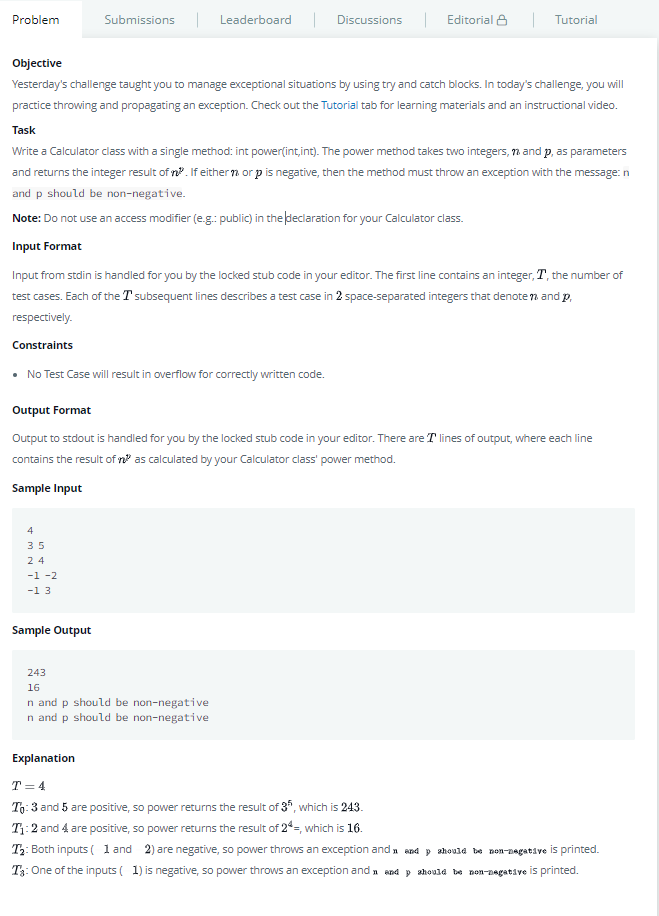 Problem Submissions Leaderboard Discussions Editorial Tutorial
Objective
Yesterday's challenge taught you to manage exceptional situations by using try and catch blocks. In today's challenge, you will
practice throwing and propagating an exception. Check out the Tutorial tab for learning materials and an instructional video.
Task
Write a Calculator class with a single method: int power(int,int). The power method takes two integers, n and p, as parameters
and returns the integer result of nᵖ. If either n or p is negative, then the method must throw an exception with the message: n
and p should be non-negative.
Note: Do not use an access modifier (e.g.: public) in the declaration for your Calculator class.
Input Format
Input from stdin is handled for you by the locked stub code in your editor. The first line contains an integer, T, the number of
test cases. Each of the T subsequent lines describes a test case in 2 space-separated integers that denote n and p,
respectively.
Constraints
• No Test Case will result in overflow for correctly written code.
Output Format
Output to stdout is handled for you by the locked stub code in your editor. There are T lines of output, where each line
contains the result of nᵖ as calculated by your Calculator class' power method.
Sample Input
4
3 5
2 4
-1 -2
-1 3
Sample Output
243
16
n and p should be non-negative
n and p should be non-negative
Explanation
T = 4
T₀: 3 and 5 are positive, so power returns the result of 3⁵, which is 243.
T₁: 2 and 4 are positive, so power returns the result of 2⁴=, which is 16.
T₂: Both inputs ( 1 and 2) are negative, so power throws an exception and n and p should be non-negative is printed.
T₃: One of the inputs ( 1) is negative, so power throws an exception and n and p should be non-negative is printed.